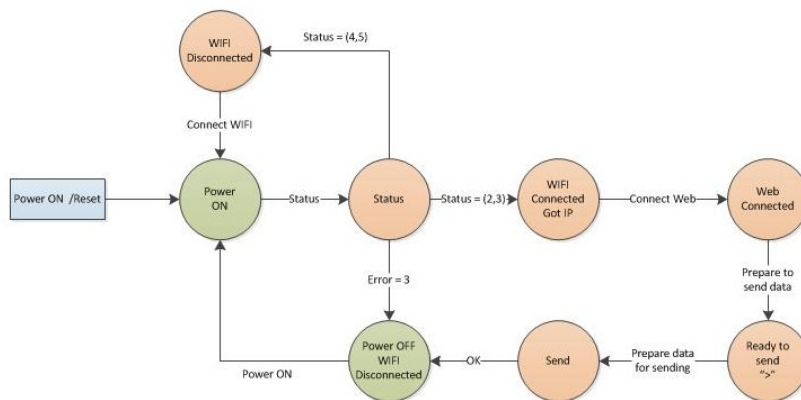 WIFI
Disconnected
Status = (4,5)
Connect WIFI
Power ON /Reset
Power
ON
Status
Status
Status = (2,3)
WIFI
Connected
Got IP
Connect Web
Web
Connected
Error = 3
Prepare to
send data
Power OFF
WIFI
Disconnected
Power ON
OK
Send
Prepare data
for sending
Ready to
send
“>”